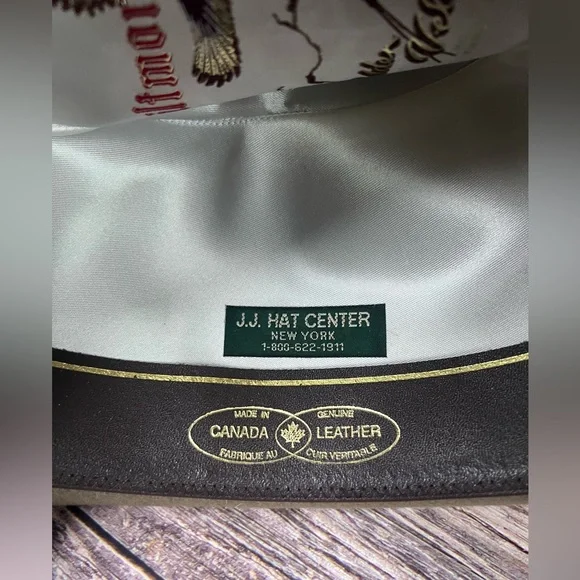 J.J. HAT CENTER
NEW YORK
1-800-622-1911
MADE IN GENUINE
CANADA LEATHER
FABRIQUE AU CUIR VERITABLE